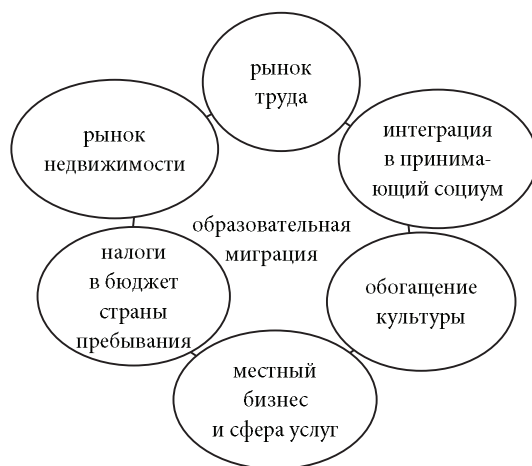 рынок
труда
интеграция
в принима-
ющий социум
рынок
недвижимости
образовательная
миграция
налоги
в бюджет
страны
пребывания
обогащение
культуры
местный
бизнес
и сфера услуг